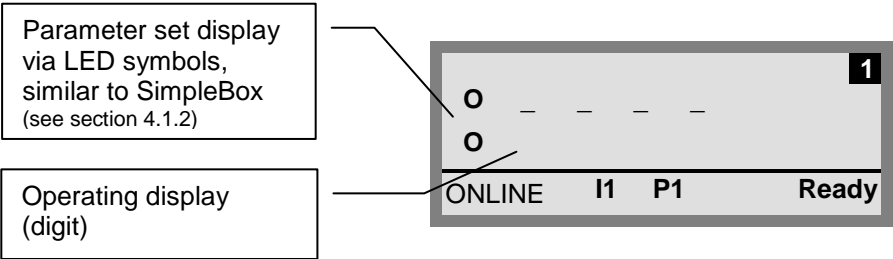 Parameter set display
via LED symbols,
similar to SimpleBox
(see section 4.1.2)
Operating display
(digit)
1
O _ _ _ _
O
ONLINE I1 P1 Ready